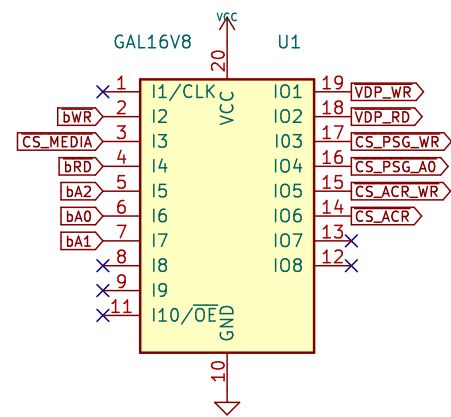 VCC
GAL16V8 U1
20
VCC
1 I1/CLK IO1 19 VDP_WR
bWR 2 I2 IO2 18 VDP_RD
CS_MEDIA 3 I3 IO3 17 CS_PSG_WR
bRD 4 I4 IO4 16 CS_PSG_A0
bA2 5 I5 IO5 15 CS_ACR_WR
bA0 6 I6 IO6 14 CS_ACR
bA1 7 I7 IO7 13
8 I8 IO8 12
9 I9
11 I10/OE
GND
10